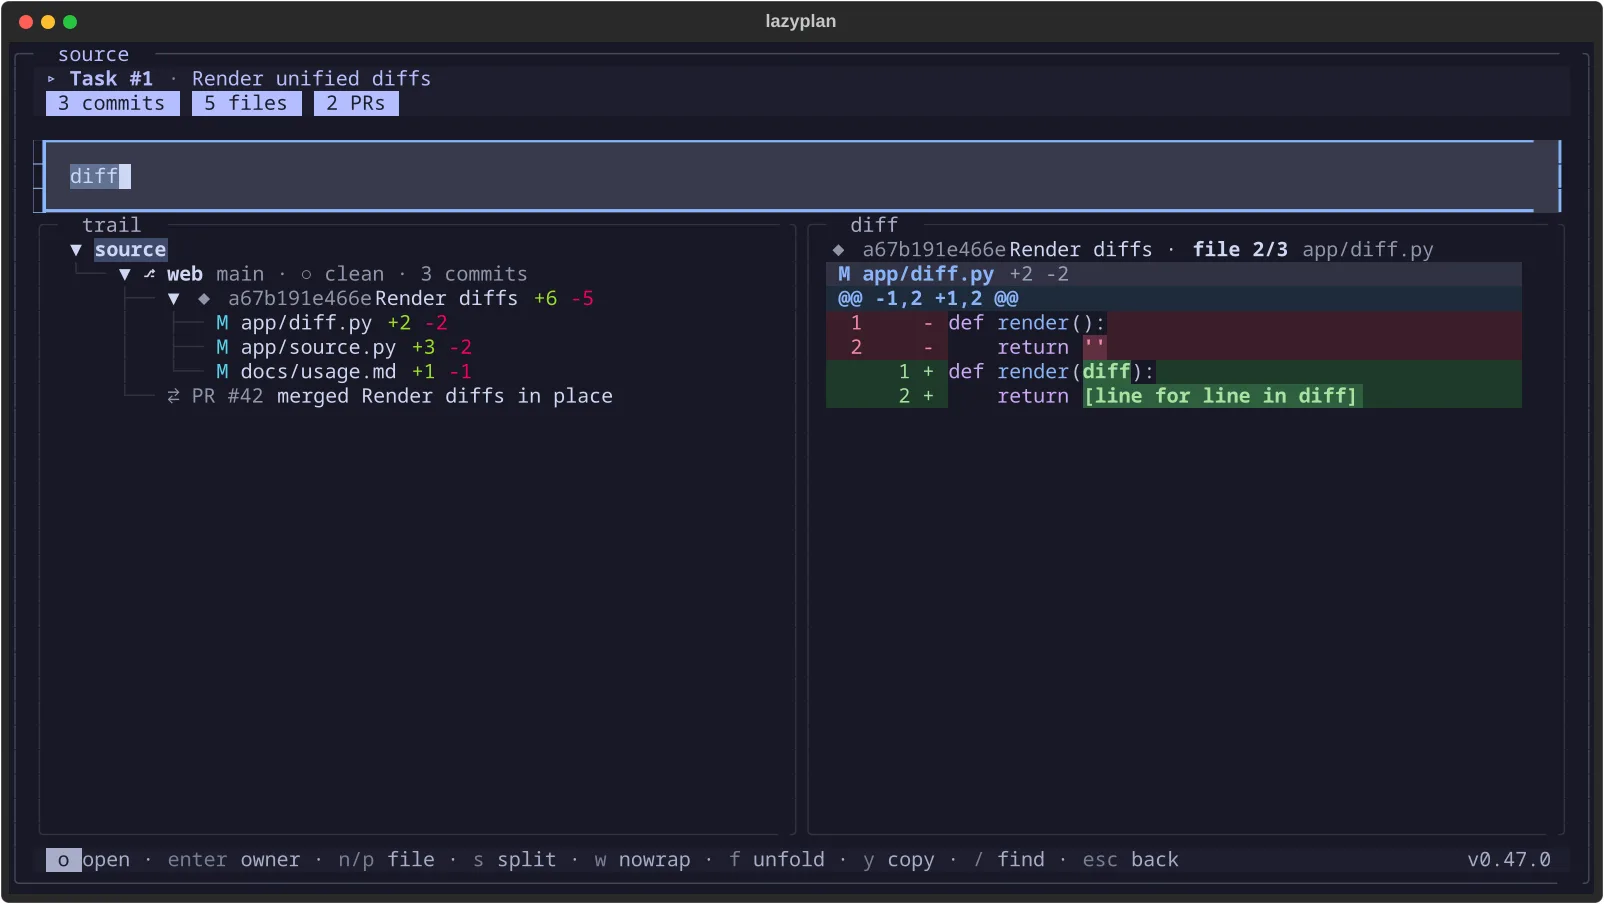 lazyplan
source
▹ Task #1 · Render unified diffs
3 commits 5 files 2 PRs
diff
trail
▼ source
▼ ⎇ web main · ○ clean · 3 commits
▼ ◆ a67b191e466e Render diffs +6 -5
M app/diff.py +2 -2
M app/source.py +3 -2
M docs/usage.md +1 -1
⇄ PR #42 merged Render diffs in place
diff
◆ a67b191e466e Render diffs · file 2/3 app/diff.py
M app/diff.py +2 -2
@@ -1,2 +1,2 @@
1 - def render():
2 - return ''
1 + def render(diff):
2 + return [line for line in diff]
o open · enter owner · n/p file · s split · w nowrap · f unfold · y copy · / find · esc back v0.47.0